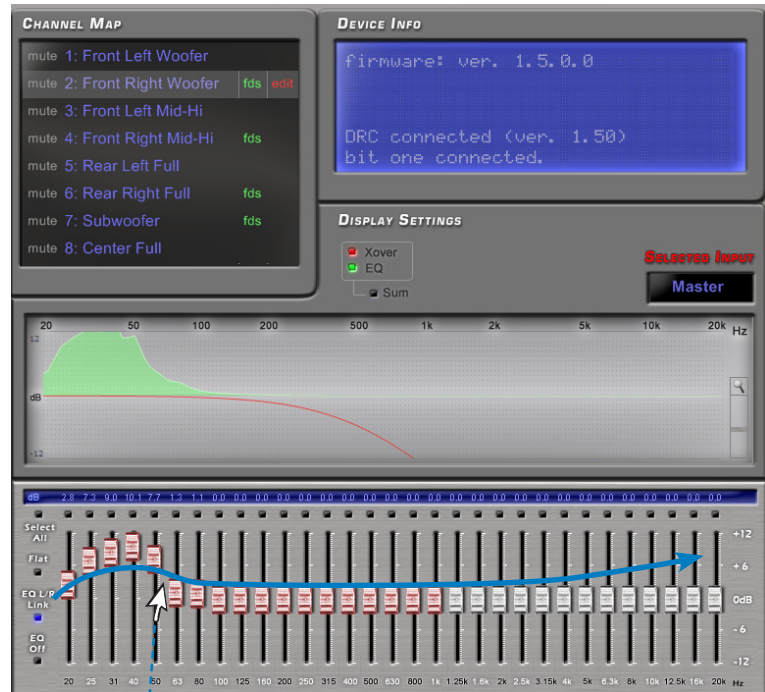 CHANNEL MAP
mute 1: Front Left Woofer
mute 2: Front Right Woofer fds edit
mute 3: Front Left Mid-Hi
mute 4: Front Right Mid-Hi fds
mute 5: Rear Left Full
mute 6: Rear Right Full fds
mute 7: Subwoofer fds
mute 8: Center Full
DEVICE INFO
firmware: ver. 1.5.0.0
DRC connected (ver. 1.50)
bit one connected.
DISPLAY SETTINGS
Xover
EQ
Sum
SELECTED INPUT
Master
20 50 100 200 500 1k 2k 5k 10k 20k Hz
12
dB
-12
dB 2.8 7.3 9.0 10.1 7.7 1.3 1.1 0.0 0.0 0.0 0.0 0.0 0.0 0.0 0.0 0.0 0.0 0.0 0.0 0.0 0.0 0.0 0.0 0.0 0.0 0.0 0.0 0.0 0.0 0.0 0.0
Select All
Flat
EQ L/R Link
EQ Off
+12
+6
0dB
-6
-12
20 25 31 40 50 63 80 100 125 160 200 250 315 400 500 630 800 1k 1.25k 1.6k 2k 2.5k 3.15k 4k 5k 6.3k 8k 10k 12.5k 16k 20k Hz